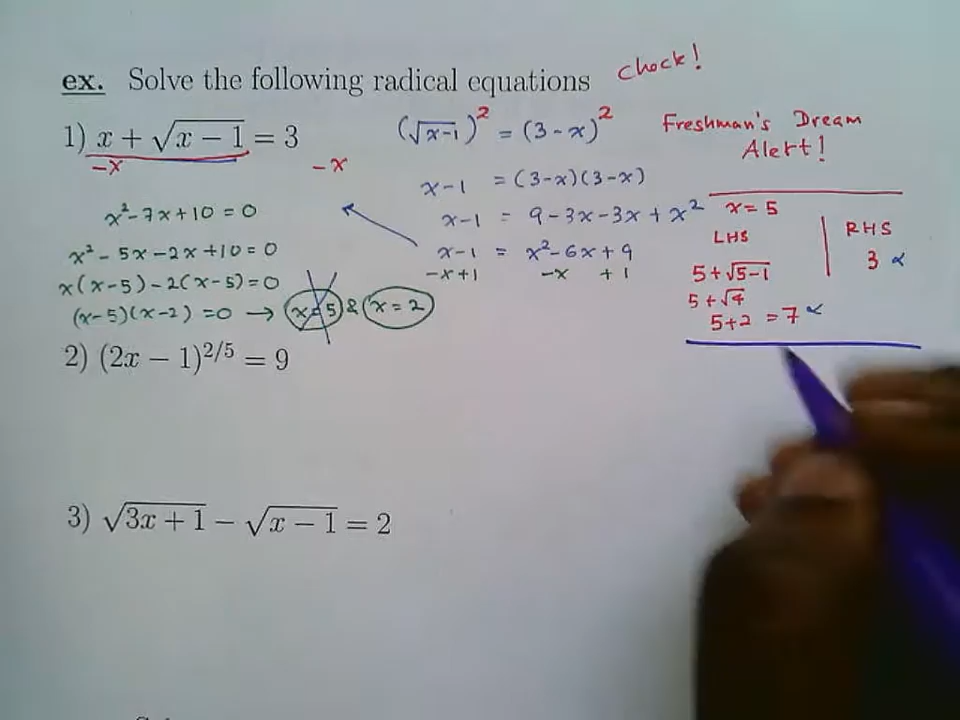 ex. Solve the following radical equations
chock!
1) x + √(x − 1) = 3
−x −x
(√x-1)² = (3-x)²
Freshman's Dream
Alert!
x-1 = (3-x)(3-x)
x-1 = 9-3x-3x+x²
x-1 = x²-6x+9
-x+1 -x +1
x²-7x+10=0
x²-5x-2x+10=0
x(x-5)-2(x-5)=0
(x-5)(x-2)=0 → x=5 & x=2
x=5
LHS RHS
5+√5-1 3
5+√4
5+2 =7
2) (2x − 1)^2/5 = 9
3) √(3x + 1) − √(x − 1) = 2